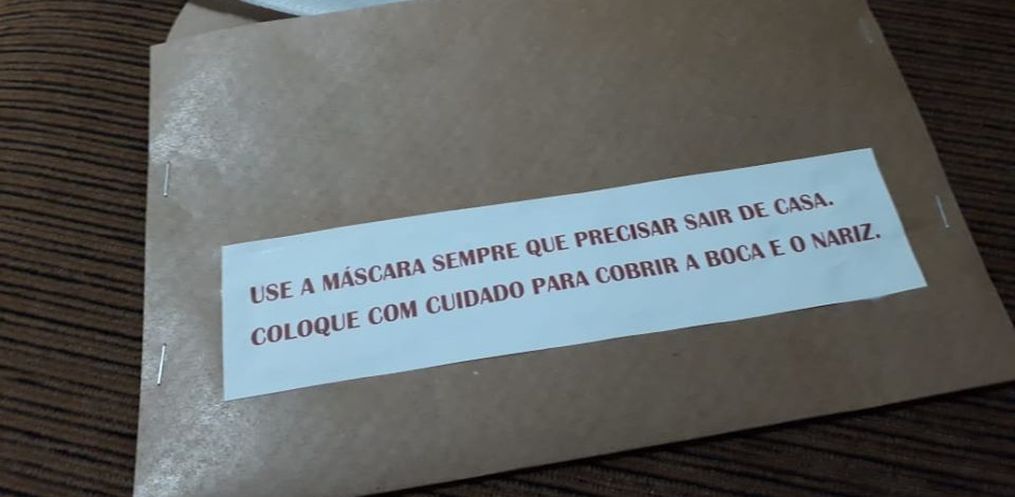 USE A MÁSCARA SEMPRE QUE PRECISAR SAIR DE CASA.
COLOQUE COM CUIDADO PARA COBRIR A BOCA E O NARIZ.